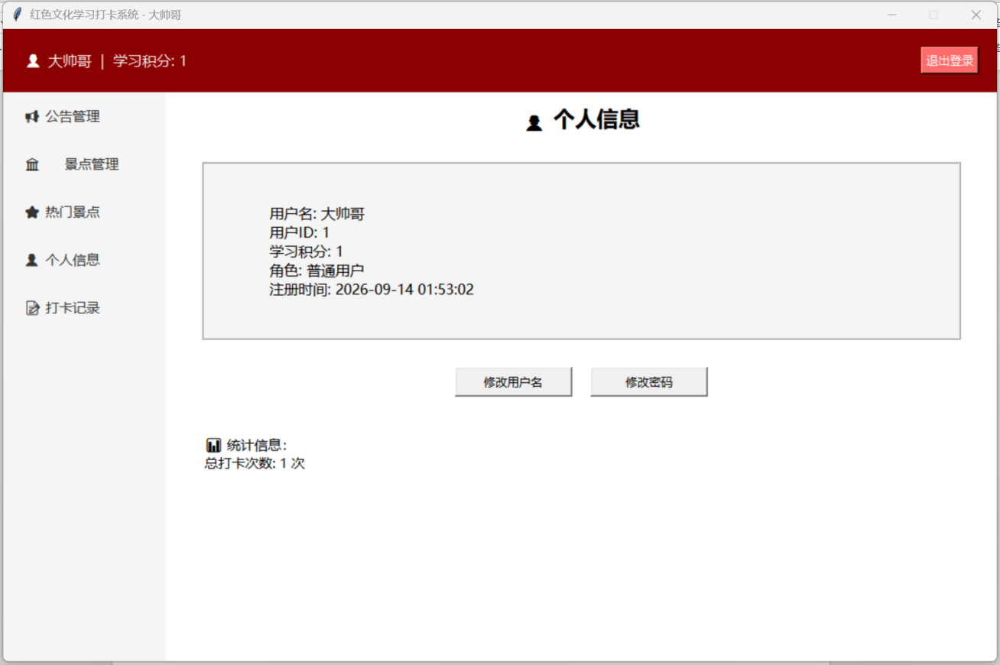 红色文化学习打卡系统 - 大帅哥
大帅哥 | 学习积分: 1
退出登录
公告管理
景点管理
热门景点
个人信息
打卡记录
个人信息
用户名: 大帅哥
用户ID: 1
学习积分: 1
角色: 普通用户
注册时间: 2026-09-14 01:53:02
修改用户名
修改密码
统计信息:
总打卡次数: 1 次